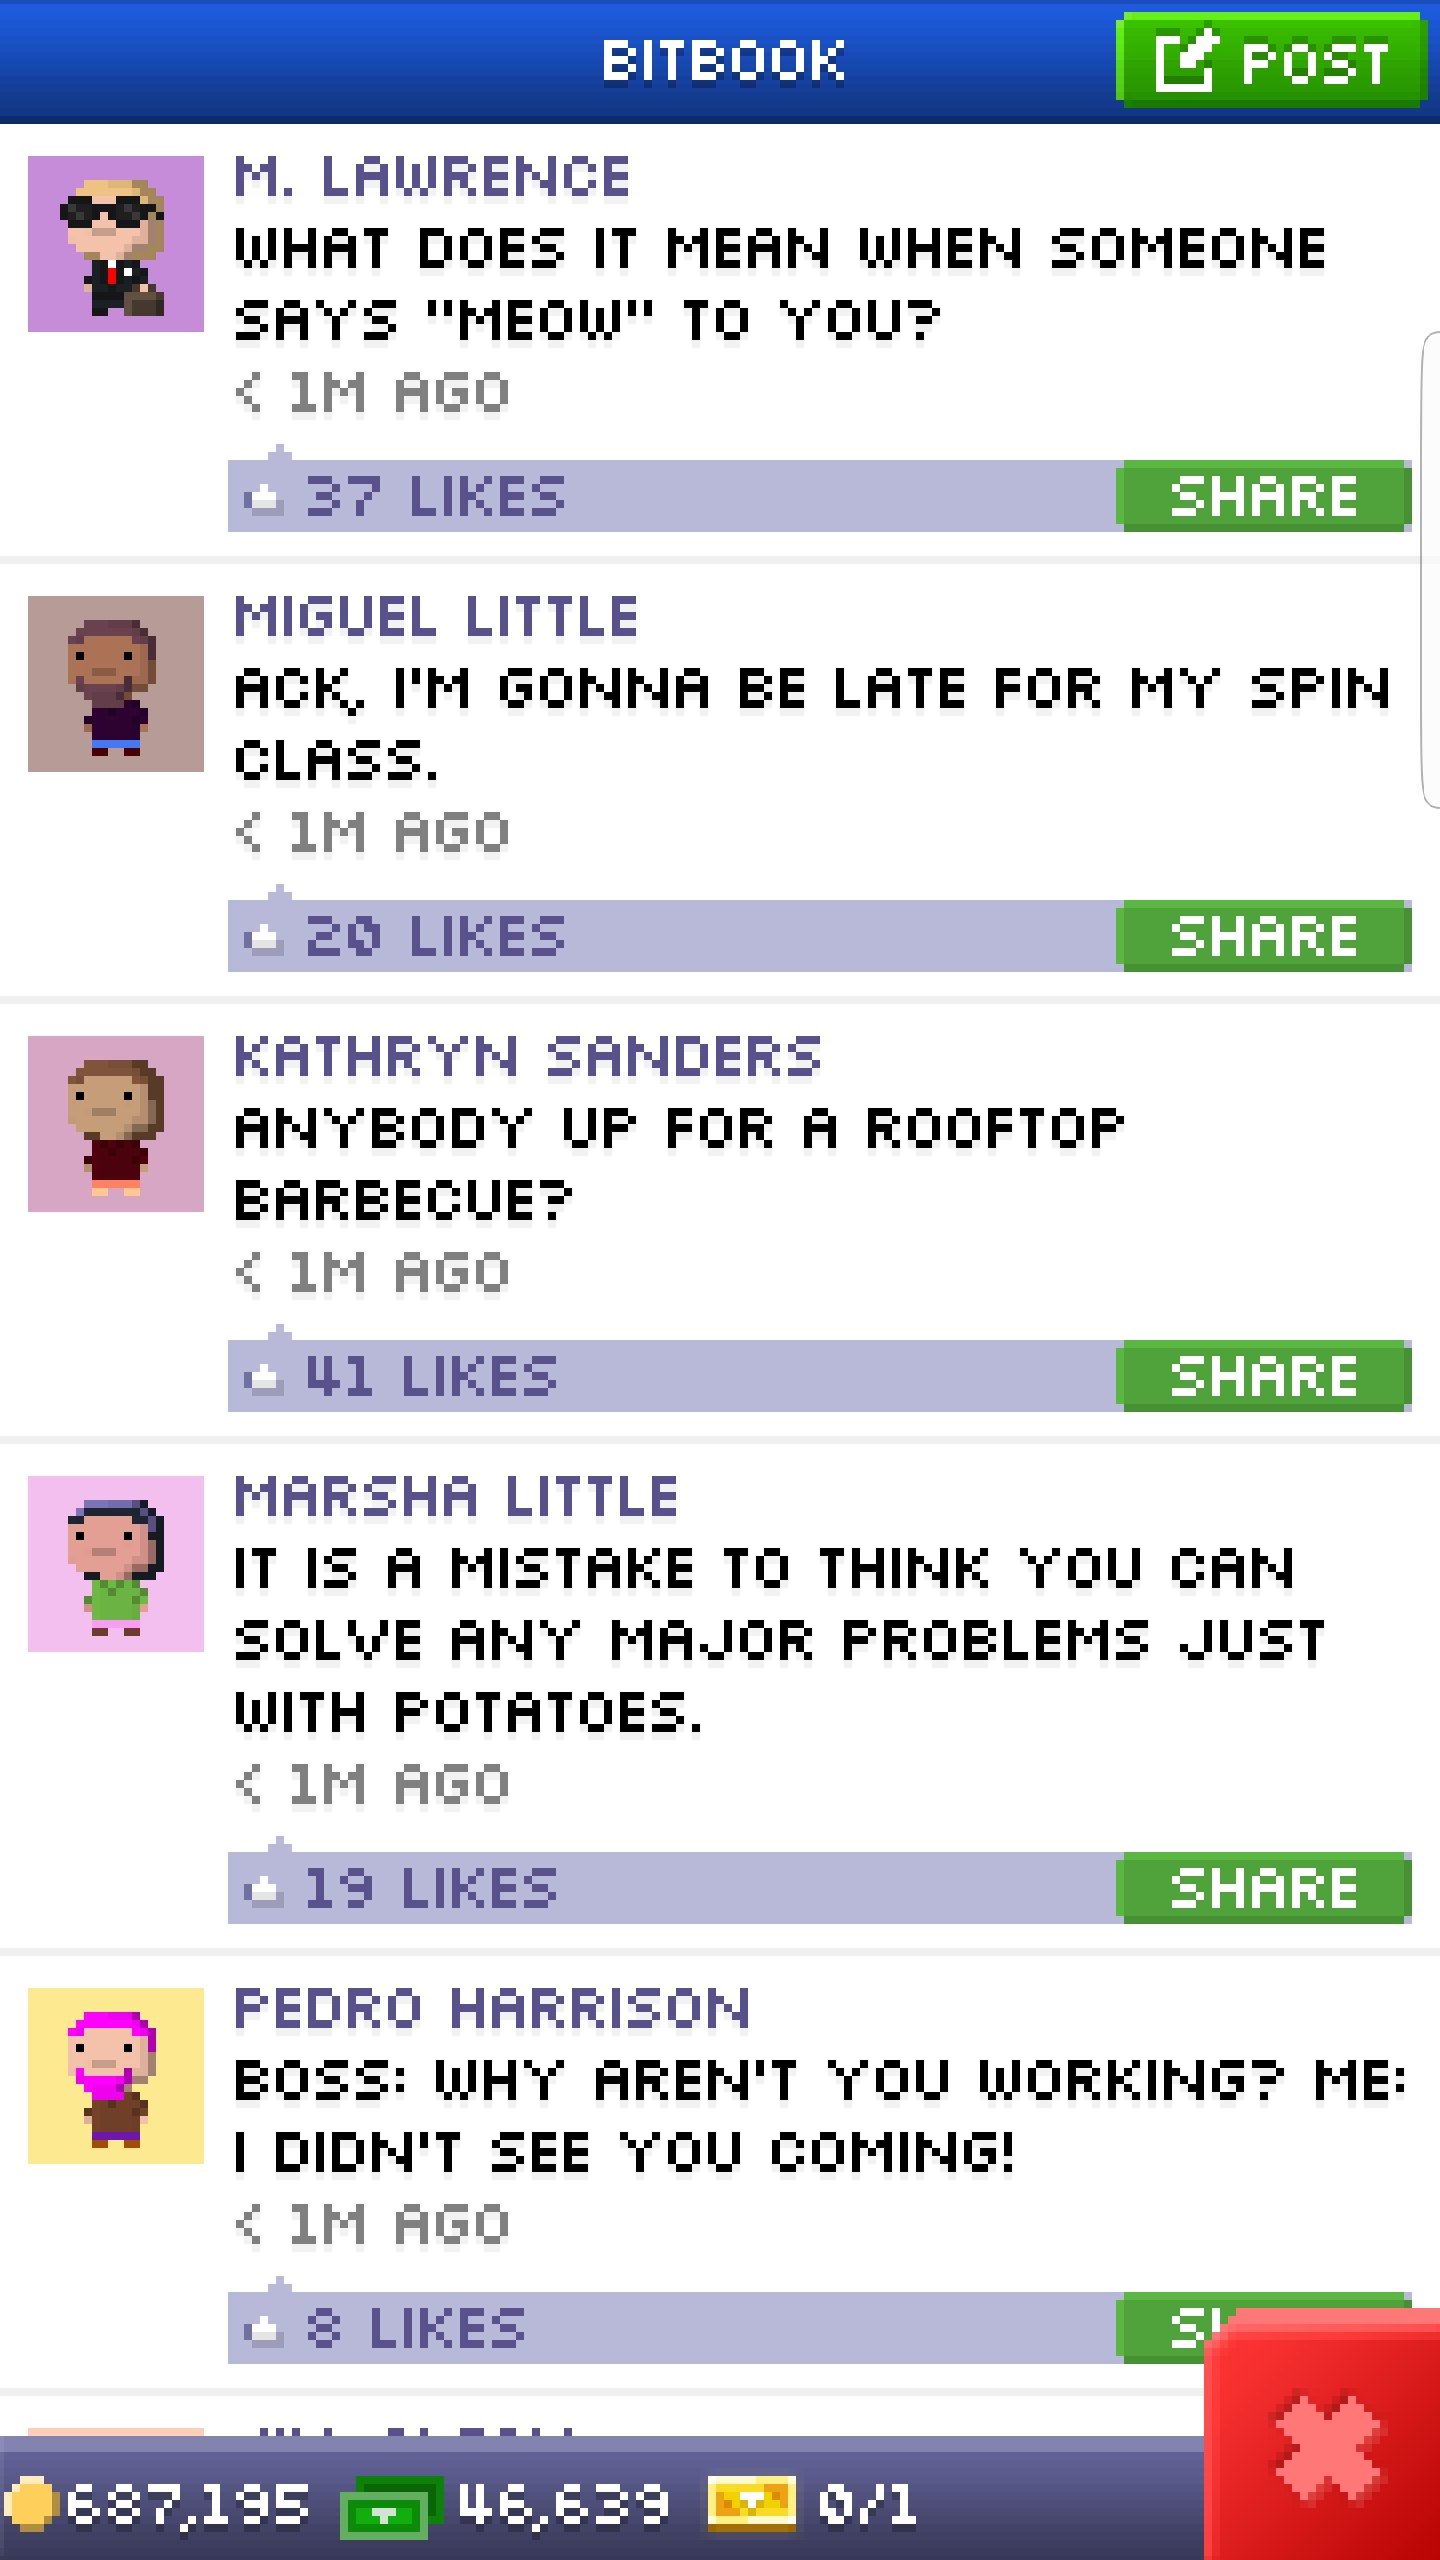 BITBOOK
POST
M. LAWRENCE
WHAT DOES IT MEAN WHEN SOMEONE
SAYS "MEOW" TO YOU?
< 1M AGO
37 LIKES
SHARE
MIGUEL LITTLE
ACK, I'M GONNA BE LATE FOR MY SPIN
CLASS.
< 1M AGO
20 LIKES
SHARE
KATHRYN SANDERS
ANYBODY UP FOR A ROOFTOP
BARBECUE?
< 1M AGO
41 LIKES
SHARE
MARSHA LITTLE
IT IS A MISTAKE TO THINK YOU CAN
SOLVE ANY MAJOR PROBLEMS JUST
WITH POTATOES.
< 1M AGO
19 LIKES
SHARE
PEDRO HARRISON
BOSS: WHY AREN'T YOU WORKING? ME:
I DIDN'T SEE YOU COMING!
< 1M AGO
8 LIKES
687,195
46,639
0/1